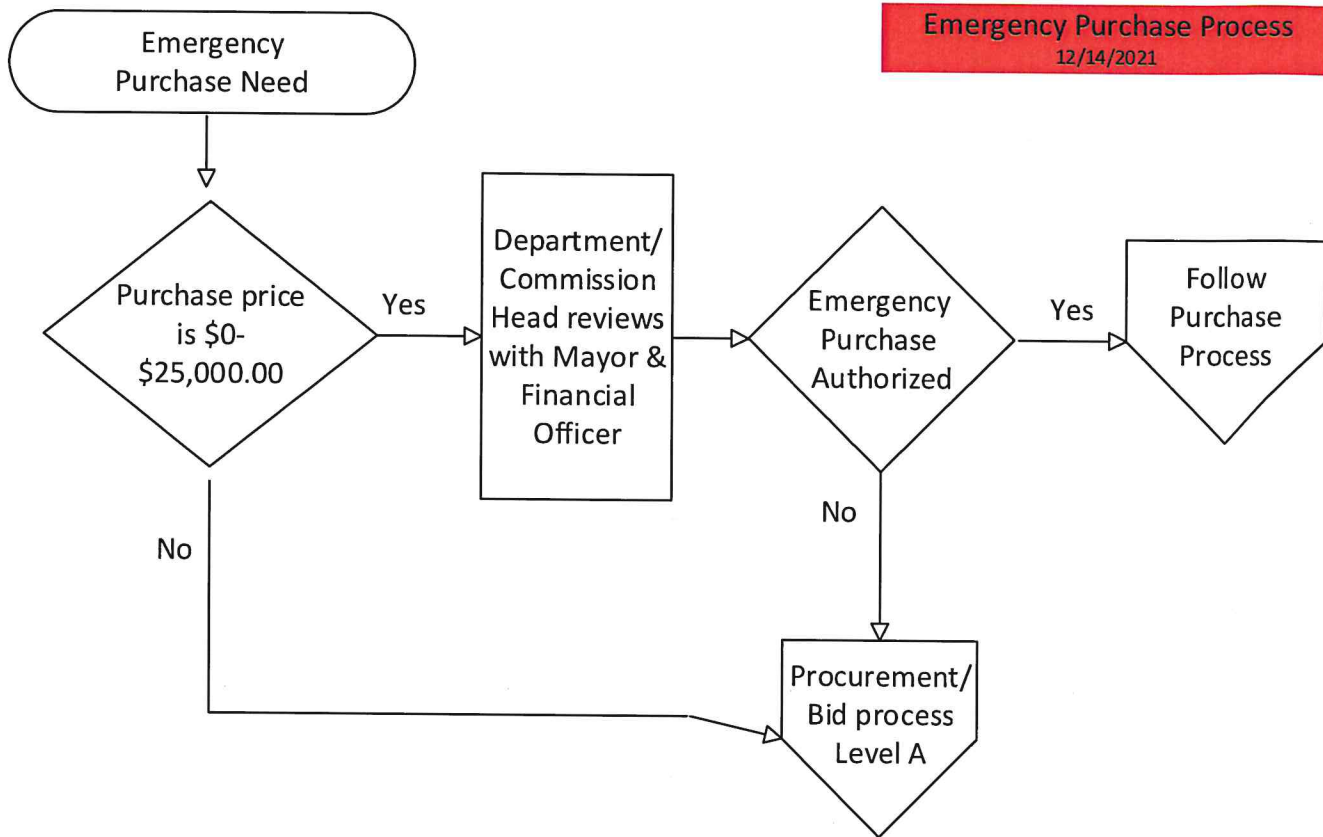 Emergency Purchase Process
12/14/2021
Emergency
Purchase Need
Purchase price
is $0-
$25,000.00
Yes
Department/
Commission
Head reviews
with Mayor &
Financial
Officer
Emergency
Purchase
Authorized
Yes
Follow
Purchase
Process
No
No
Procurement/
Bid process
Level A